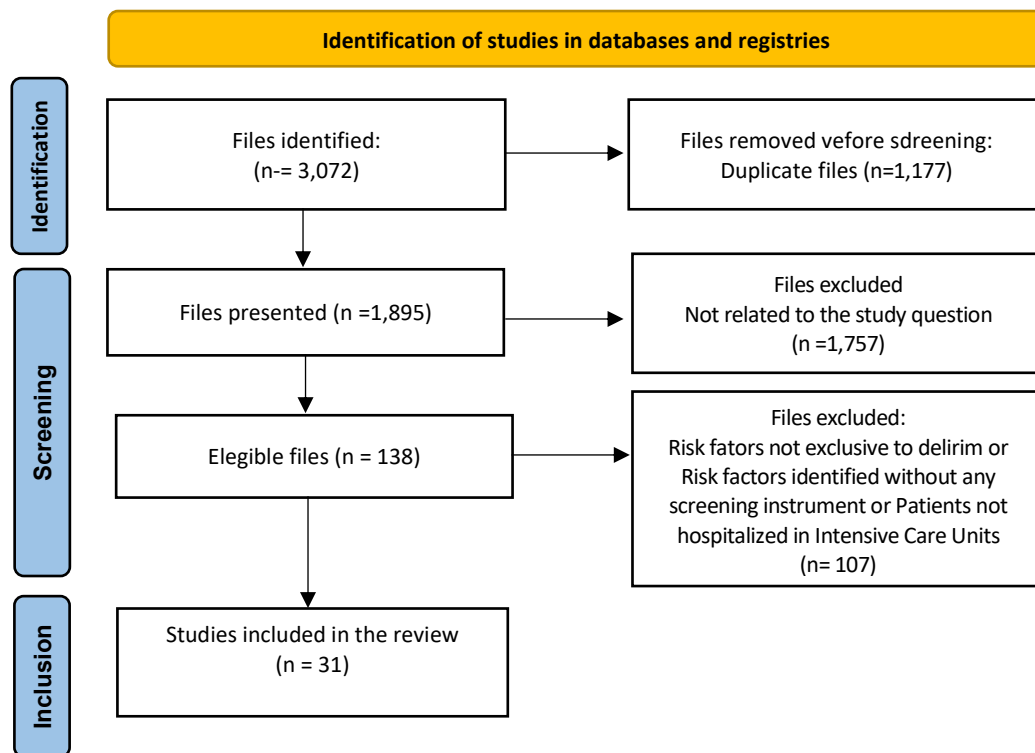 Identification of studies in databases and registries
Identification
Files identified:
(n-= 3,072)
Files removed vefore sdreening:
Duplicate files (n=1,177)
Screening
Files presented (n =1,895)
Files excluded
Not related to the study question
(n =1,757)
Elegible files (n = 138)
Files excluded:
Risk fators not exclusive to delirim or
Risk factors identified without any
screening instrument or Patients not
hospitalized in Intensive Care Units
(n= 107)
Inclusion
Studies included in the review
(n = 31)